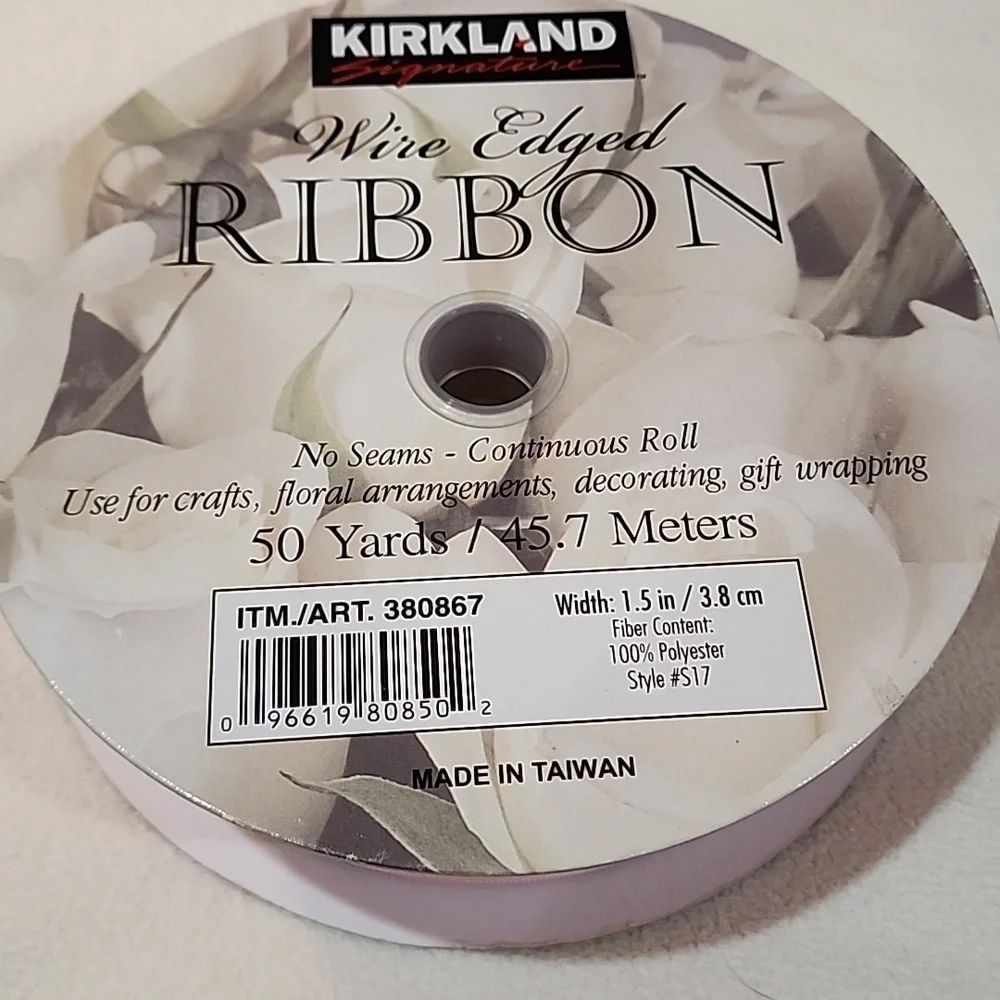 KIRKLAND
Signature
Wire Edged
RIBBON
No Seams - Continuous Roll
Use for crafts, floral arrangements, decorating, gift wrapping
50 Yards / 45.7 Meters
ITM./ART. 380867
0 96619 80850 2
Width: 1.5 in / 3.8 cm
Fiber Content:
100% Polyester
Style #S17
MADE IN TAIWAN